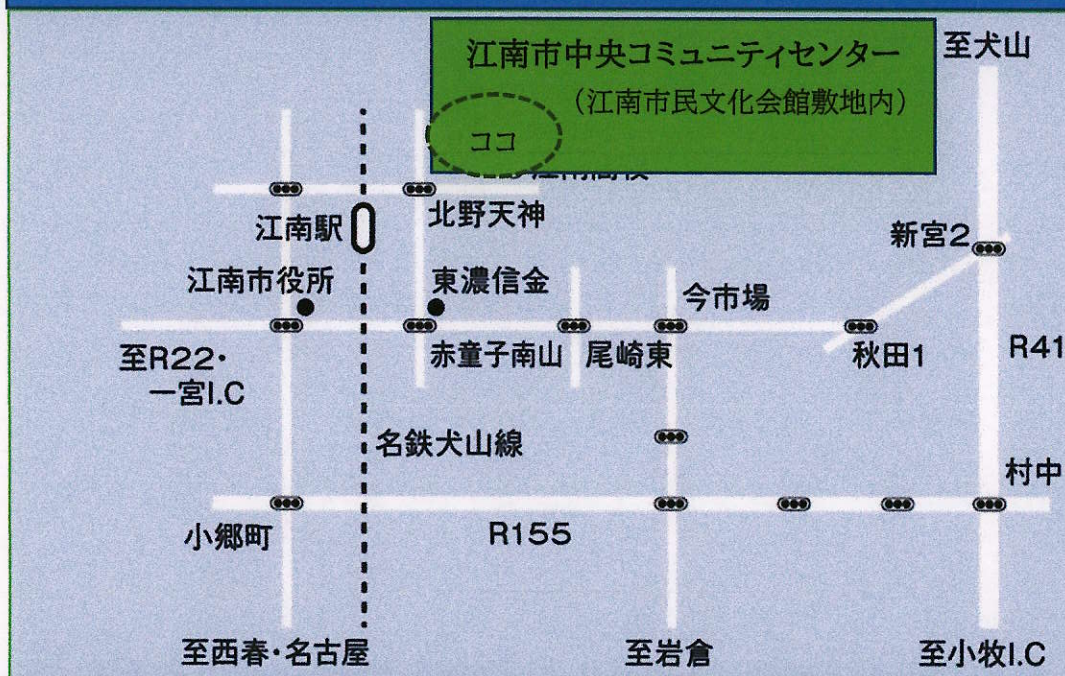 江南市中央コミュニティセンター
(江南市民文化会館敷地内)
ココ
至犬山
北野天神
江南駅
新宮2
江南市役所
東濃信金
今市場
至R22・
一宮I.C
赤童子南山
尾崎東
秋田1
R41
名鉄犬山線
村中
小郷町
R155
至西春・名古屋
至岩倉
至小牧I.C